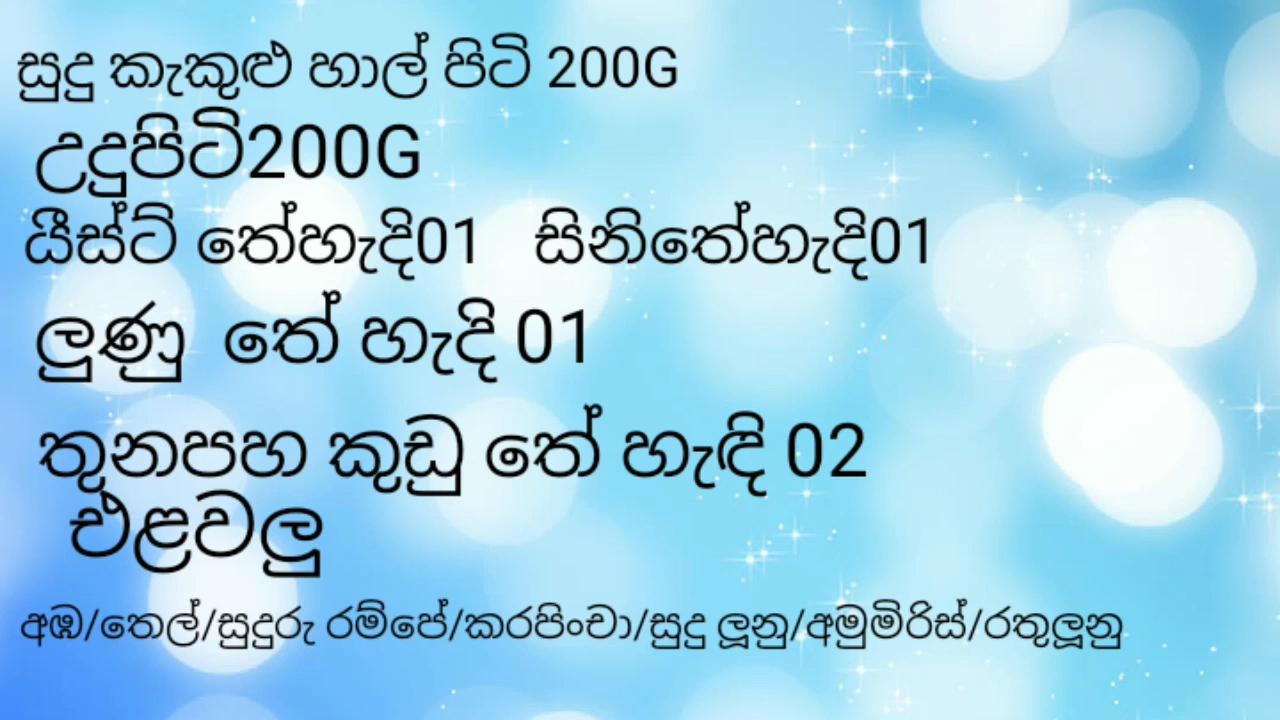 සුදු කැකුළු හාල් පිටි 200G
උදුපිටි200G
යීස්ට් තේහැදි01 සිනිතේහැදි01
ලුණු තේ හැදි 01
තුනපහ කුඩු තේ හැඳි 02
එළවලු
අඹ/තෙල්/සුදුරු රම්පේ/කරපිංචා/සුදු ලූනු/අමුමිරිස්/රතුලූනු